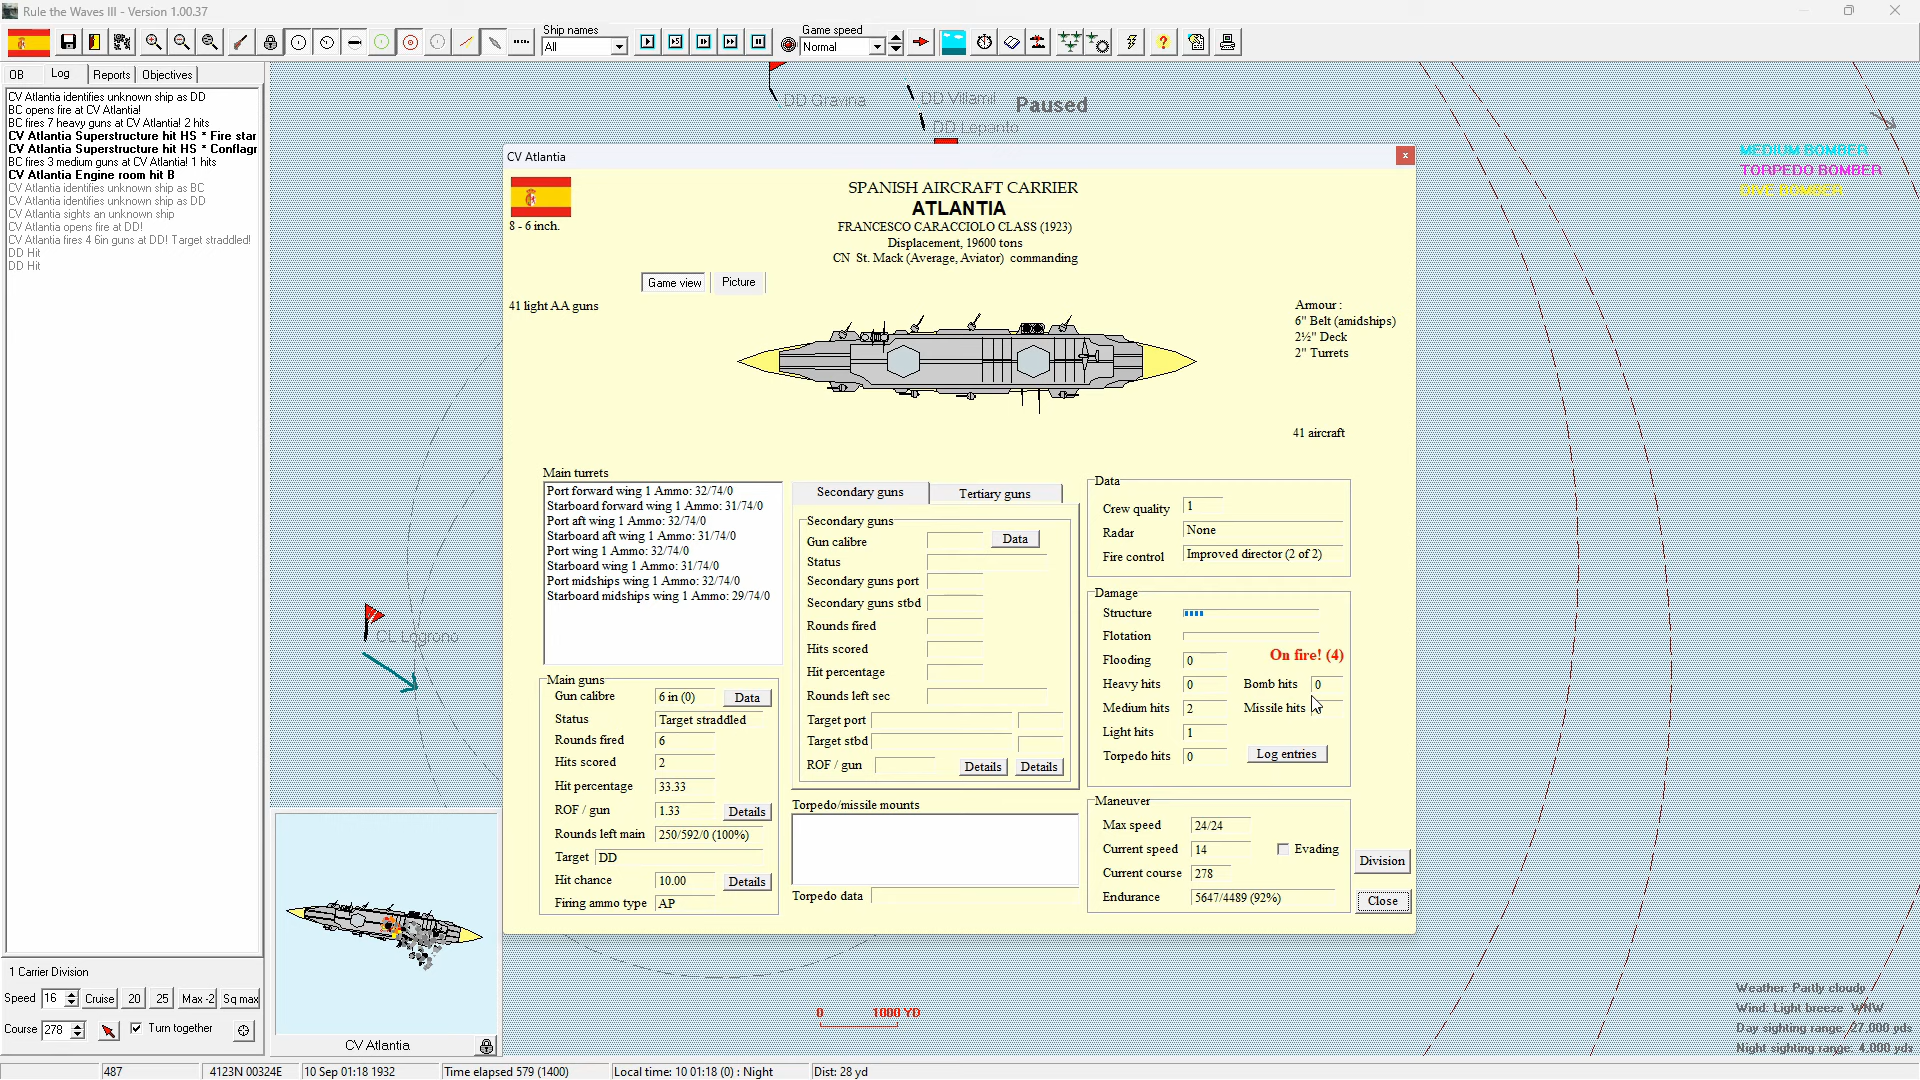 Rule the Waves III - Version 1.00.37
Ship names
All
Game speed
Normal
OB
Log
Reports
Objectives
CV Atlantia identifies unknown ship as DD
BC opens fire at CV Atlantia!
BC fires 7 heavy guns at CV Atlantia! 2 hits
CV Atlantia Superstructure hit HS * Fire star
CV Atlantia Superstructure hit HS * Conflagr
BC fires 3 medium guns at CV Atlantia! 1 hits
CV Atlantia Engine room hit B
CV Atlantia identifies unknown ship as BC
CV Atlantia identifies unknown ship as DD
CV Atlantia sights an unknown ship
CV Atlantia opens fire at DD!
CV Atlantia fires 4 6in guns at DD! Target straddled!
DD Hit
DD Hit
DD Gravina
DD Villamil
Paused
DD Lepanto
MEDIUM BOMBER
TORPEDO BOMBER
DIVE BOMBER
CV Atlantia
SPANISH AIRCRAFT CARRIER
ATLANTIA
8 - 6 inch.
FRANCESCO CARACCIOLO CLASS (1923)
Displacement, 19600 tons
CN St. Mack (Average, Aviator) commanding
Game view
Picture
41 light AA guns
Armour :
6" Belt (amidships)
2½" Deck
2" Turrets
41 aircraft
Main turrets
Port forward wing 1 Ammo: 32/74/0
Starboard forward wing 1 Ammo: 31/74/0
Port aft wing 1 Ammo: 32/74/0
Starboard aft wing 1 Ammo: 31/74/0
Port wing 1 Ammo: 32/74/0
Starboard wing 1 Ammo: 31/74/0
Port midships wing 1 Ammo: 32/74/0
Starboard midships wing 1 Ammo: 29/74/0
Main guns
Gun calibre 6 in (0) Data
Status Target straddled
Rounds fired 6
Hits scored 2
Hit percentage 33.33
ROF / gun 1.33 Details
Rounds left main 250/592/0 (100%)
Target DD
Hit chance 10.00 Details
Firing ammo type AP
Secondary guns
Tertiary guns
Secondary guns
Gun calibre Data
Status
Secondary guns port
Secondary guns stbd
Rounds fired
Hits scored
Hit percentage
Rounds left sec
Target port
Target stbd
ROF / gun Details Details
Torpedo/missile mounts
Torpedo data
Data
Crew quality 1
Radar None
Fire control Improved director (2 of 2)
Damage
Structure
Flotation
On fire! (4)
Flooding 0
Heavy hits 0 Bomb hits 0
Medium hits 2 Missile hits
Light hits 1
Torpedo hits 0 Log entries
Maneuver
Max speed 24/24
Current speed 14 Evading
Current course 278
Endurance 5647/4489 (92%)
Division
Close
CL Logrono
CV Atlantia
1 Carrier Division
Speed 16 Cruise 20 25 Max -2 Sq max
Course 278 Turn together
0 1000 YD
Weather: Partly cloudy
Wind: Light breeze WNW
Day sighting range: 27,000 yds
Night sighting range: 4,000 yds
487
4123N 00324E
10 Sep 01:18 1932
Time elapsed 579 (1400)
Local time: 10 01:18 (0) : Night
Dist: 28 yd